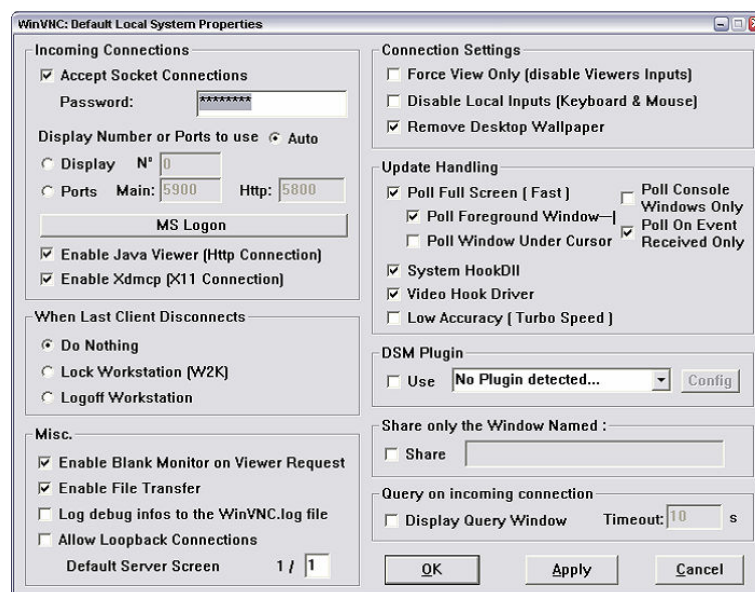 WinVNC: Default Local System Properties
Incoming Connections
Accept Socket Connections
Password: ********
Display Number or Ports to use Auto
Display N° 0
Ports Main: 5900 Http: 5800
MS Logon
Enable Java Viewer (Http Connection)
Enable Xdmcp (X11 Connection)
When Last Client Disconnects
Do Nothing
Lock Workstation (W2K)
Logoff Workstation
Misc.
Enable Blank Monitor on Viewer Request
Enable File Transfer
Log debug infos to the WinVNC.log file
Allow Loopback Connections
Default Server Screen 1 / 1
Connection Settings
Force View Only (disable Viewers Inputs)
Disable Local Inputs (Keyboard & Mouse)
Remove Desktop Wallpaper
Update Handling
Poll Full Screen ( Fast )
Poll Foreground Window
Poll Window Under Cursor
Poll Console
Windows Only
Poll On Event
Received Only
System HookDll
Video Hook Driver
Low Accuracy ( Turbo Speed )
DSM Plugin
Use No Plugin detected... Config
Share only the Window Named :
Share
Query on incoming connection
Display Query Window Timeout: 10 s
OK Apply Cancel